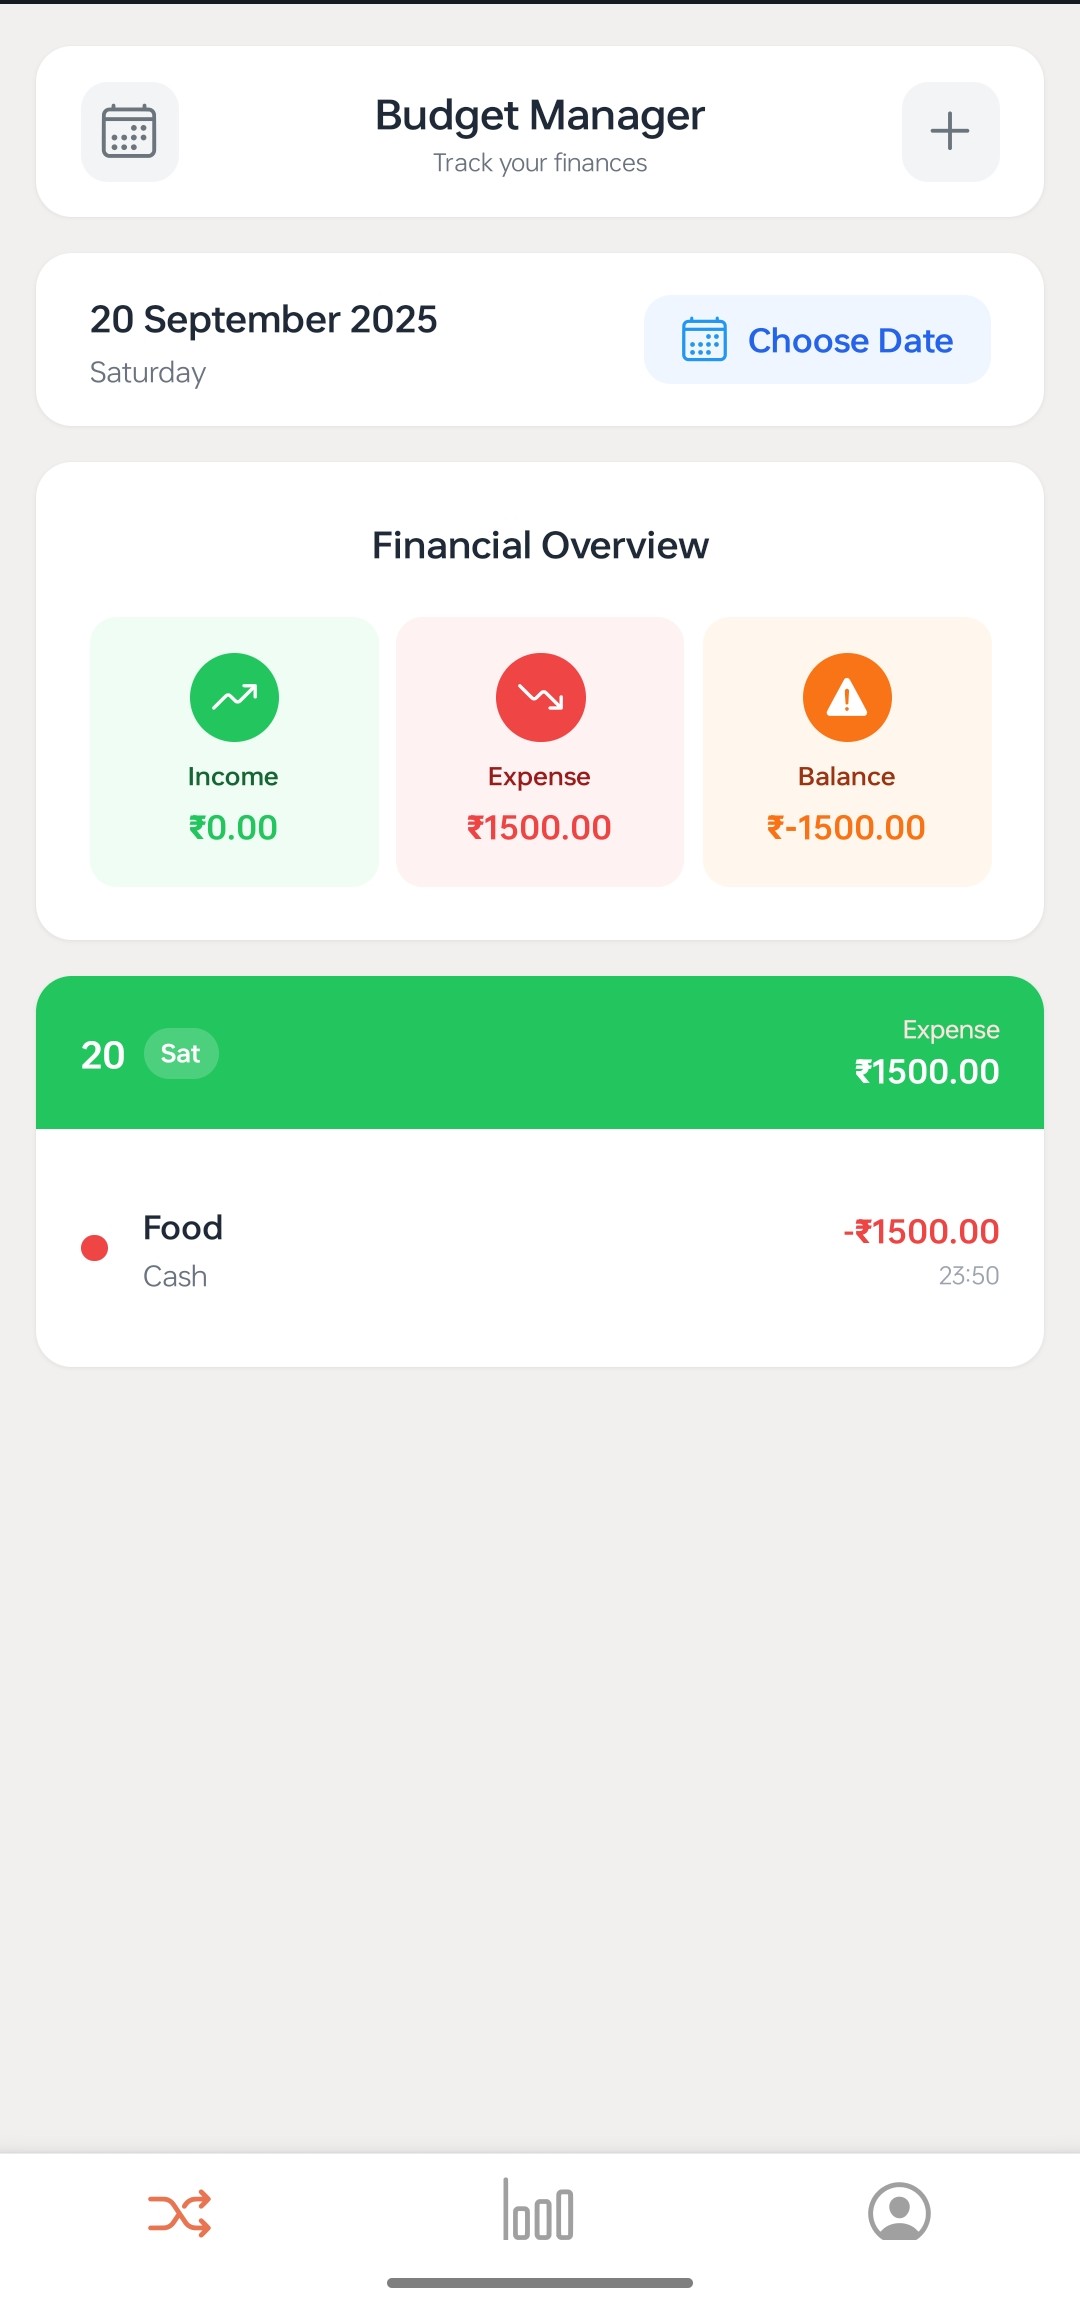 Budget Manager
Track your finances
20 September 2025
Saturday
Choose Date
Financial Overview
Income
₹0.00
Expense
₹1500.00
Balance
₹-1500.00
20 Sat
Expense
₹1500.00
Food
Cash
-₹1500.00
23:50